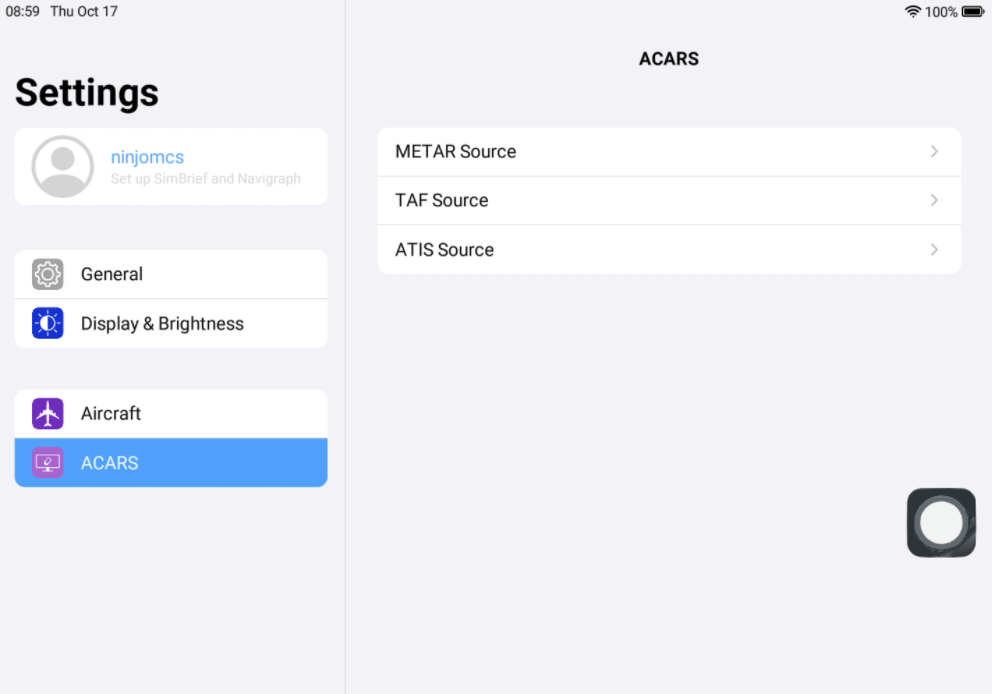 08:59 Thu Oct 17
100%
Settings
ninjomcs
Set up SimBrief and Navigraph
General
Display & Brightness
Aircraft
ACARS
ACARS
METAR Source
TAF Source
ATIS Source